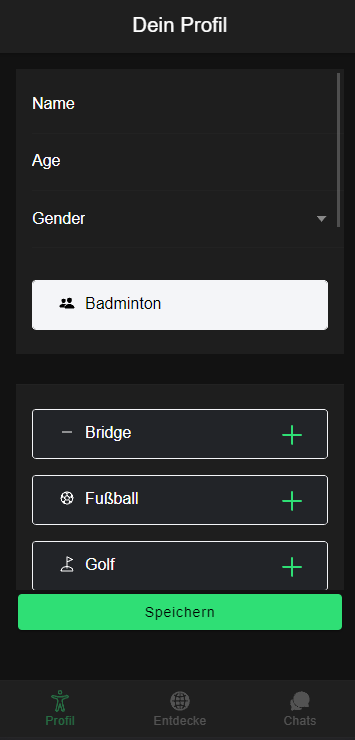 Dein Profil
Name
Age
Gender
Badminton
Bridge
Fußball
Golf
Speichern
Profil
Entdecke
Chats